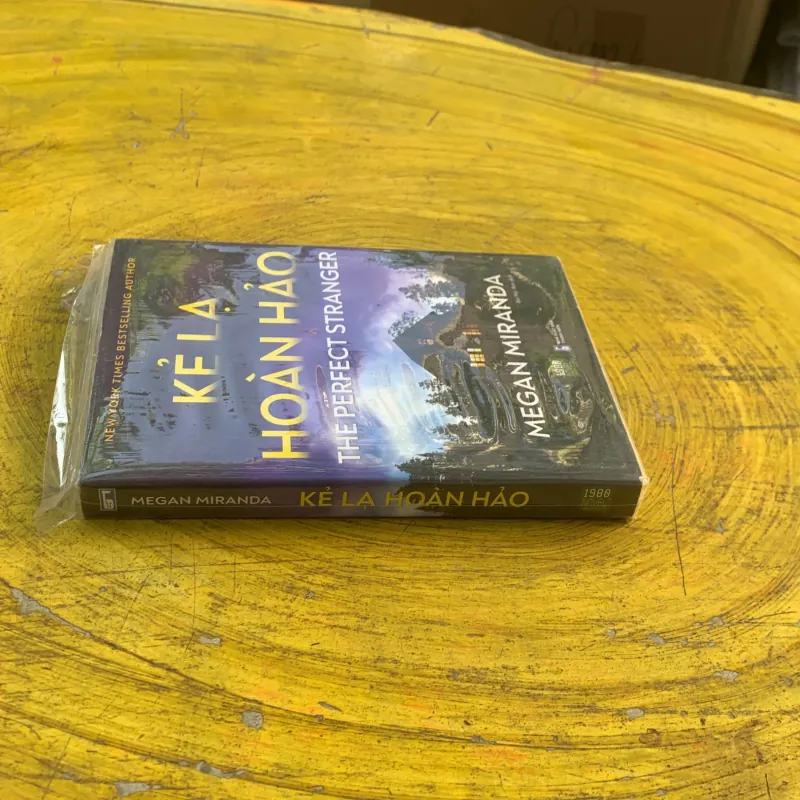 NEW YORK TIMES BESTSELLING AUTHOR
KẺ LẠ
HOÀN HẢO
THE PERFECT STRANGER
MEGAN MIRANDA
MEGAN MIRANDA KẺ LẠ HOÀN HẢO 1980